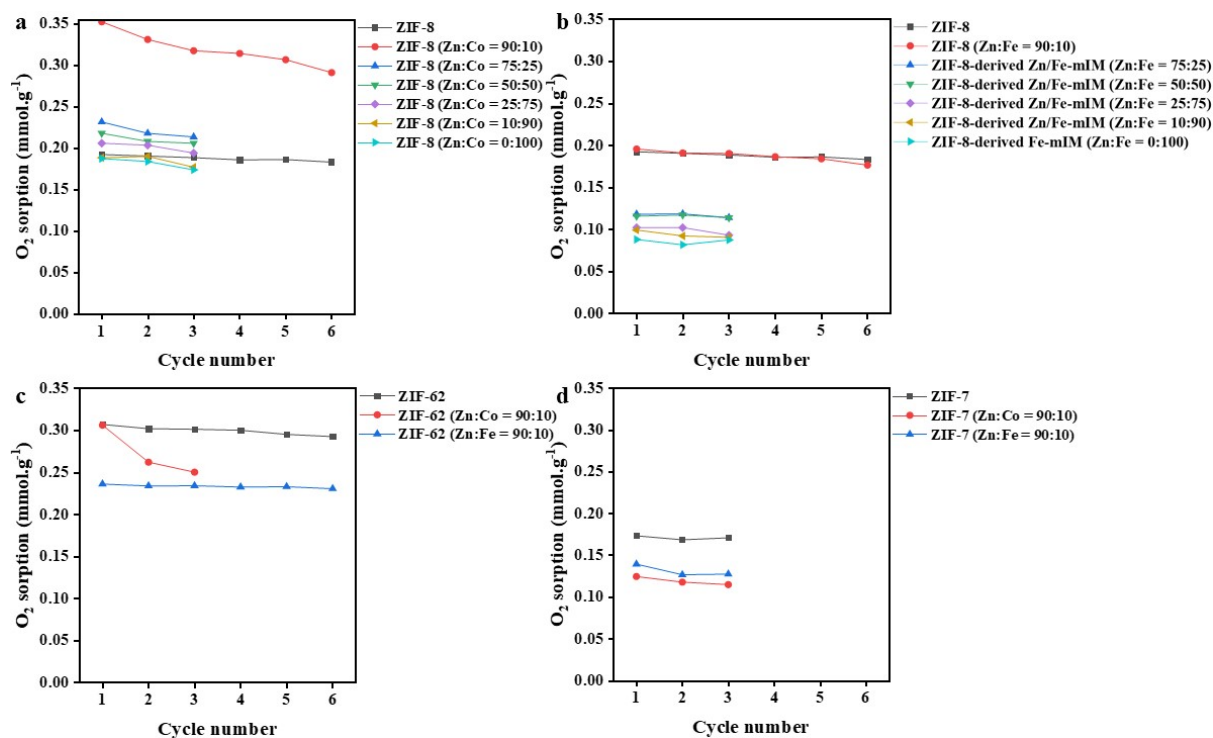 a
0.35
0.30
0.25
0.20
0.15
0.10
0.05
0.00
O₂ sorption (mmol.g⁻¹)
1 2 3 4 5 6
Cycle number
ZIF-8
ZIF-8 (Zn:Co = 90:10)
ZIF-8 (Zn:Co = 75:25)
ZIF-8 (Zn:Co = 50:50)
ZIF-8 (Zn:Co = 25:75)
ZIF-8 (Zn:Co = 10:90)
ZIF-8 (Zn:Co = 0:100)
b
0.35
0.30
0.25
0.20
0.15
0.10
0.05
0.00
O₂ sorption (mmol.g⁻¹)
1 2 3 4 5 6
Cycle number
ZIF-8
ZIF-8 (Zn:Fe = 90:10)
ZIF-8-derived Zn/Fe-mIM (Zn:Fe = 75:25)
ZIF-8-derived Zn/Fe-mIM (Zn:Fe = 50:50)
ZIF-8-derived Zn/Fe-mIM (Zn:Fe = 25:75)
ZIF-8-derived Zn/Fe-mIM (Zn:Fe = 10:90)
ZIF-8-derived Fe-mIM (Zn:Fe = 0:100)
c
0.35
0.30
0.25
0.20
0.15
0.10
0.05
0.00
O₂ sorption (mmol.g⁻¹)
1 2 3 4 5 6
Cycle number
ZIF-62
ZIF-62 (Zn:Co = 90:10)
ZIF-62 (Zn:Fe = 90:10)
d
0.35
0.30
0.25
0.20
0.15
0.10
0.05
0.00
O₂ sorption (mmol.g⁻¹)
1 2 3 4 5 6
Cycle number
ZIF-7
ZIF-7 (Zn:Co = 90:10)
ZIF-7 (Zn:Fe = 90:10)